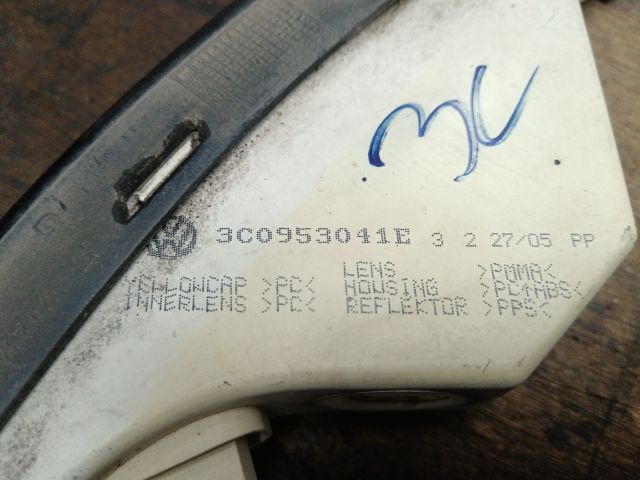 3C
3C0953041E 3 2 27/05 PP
LENS >PMMA<
YELLOWCAP >PC< HOUSING >PC+ABS<
INNERLENS >PC< REFLEKTOR >PPS<